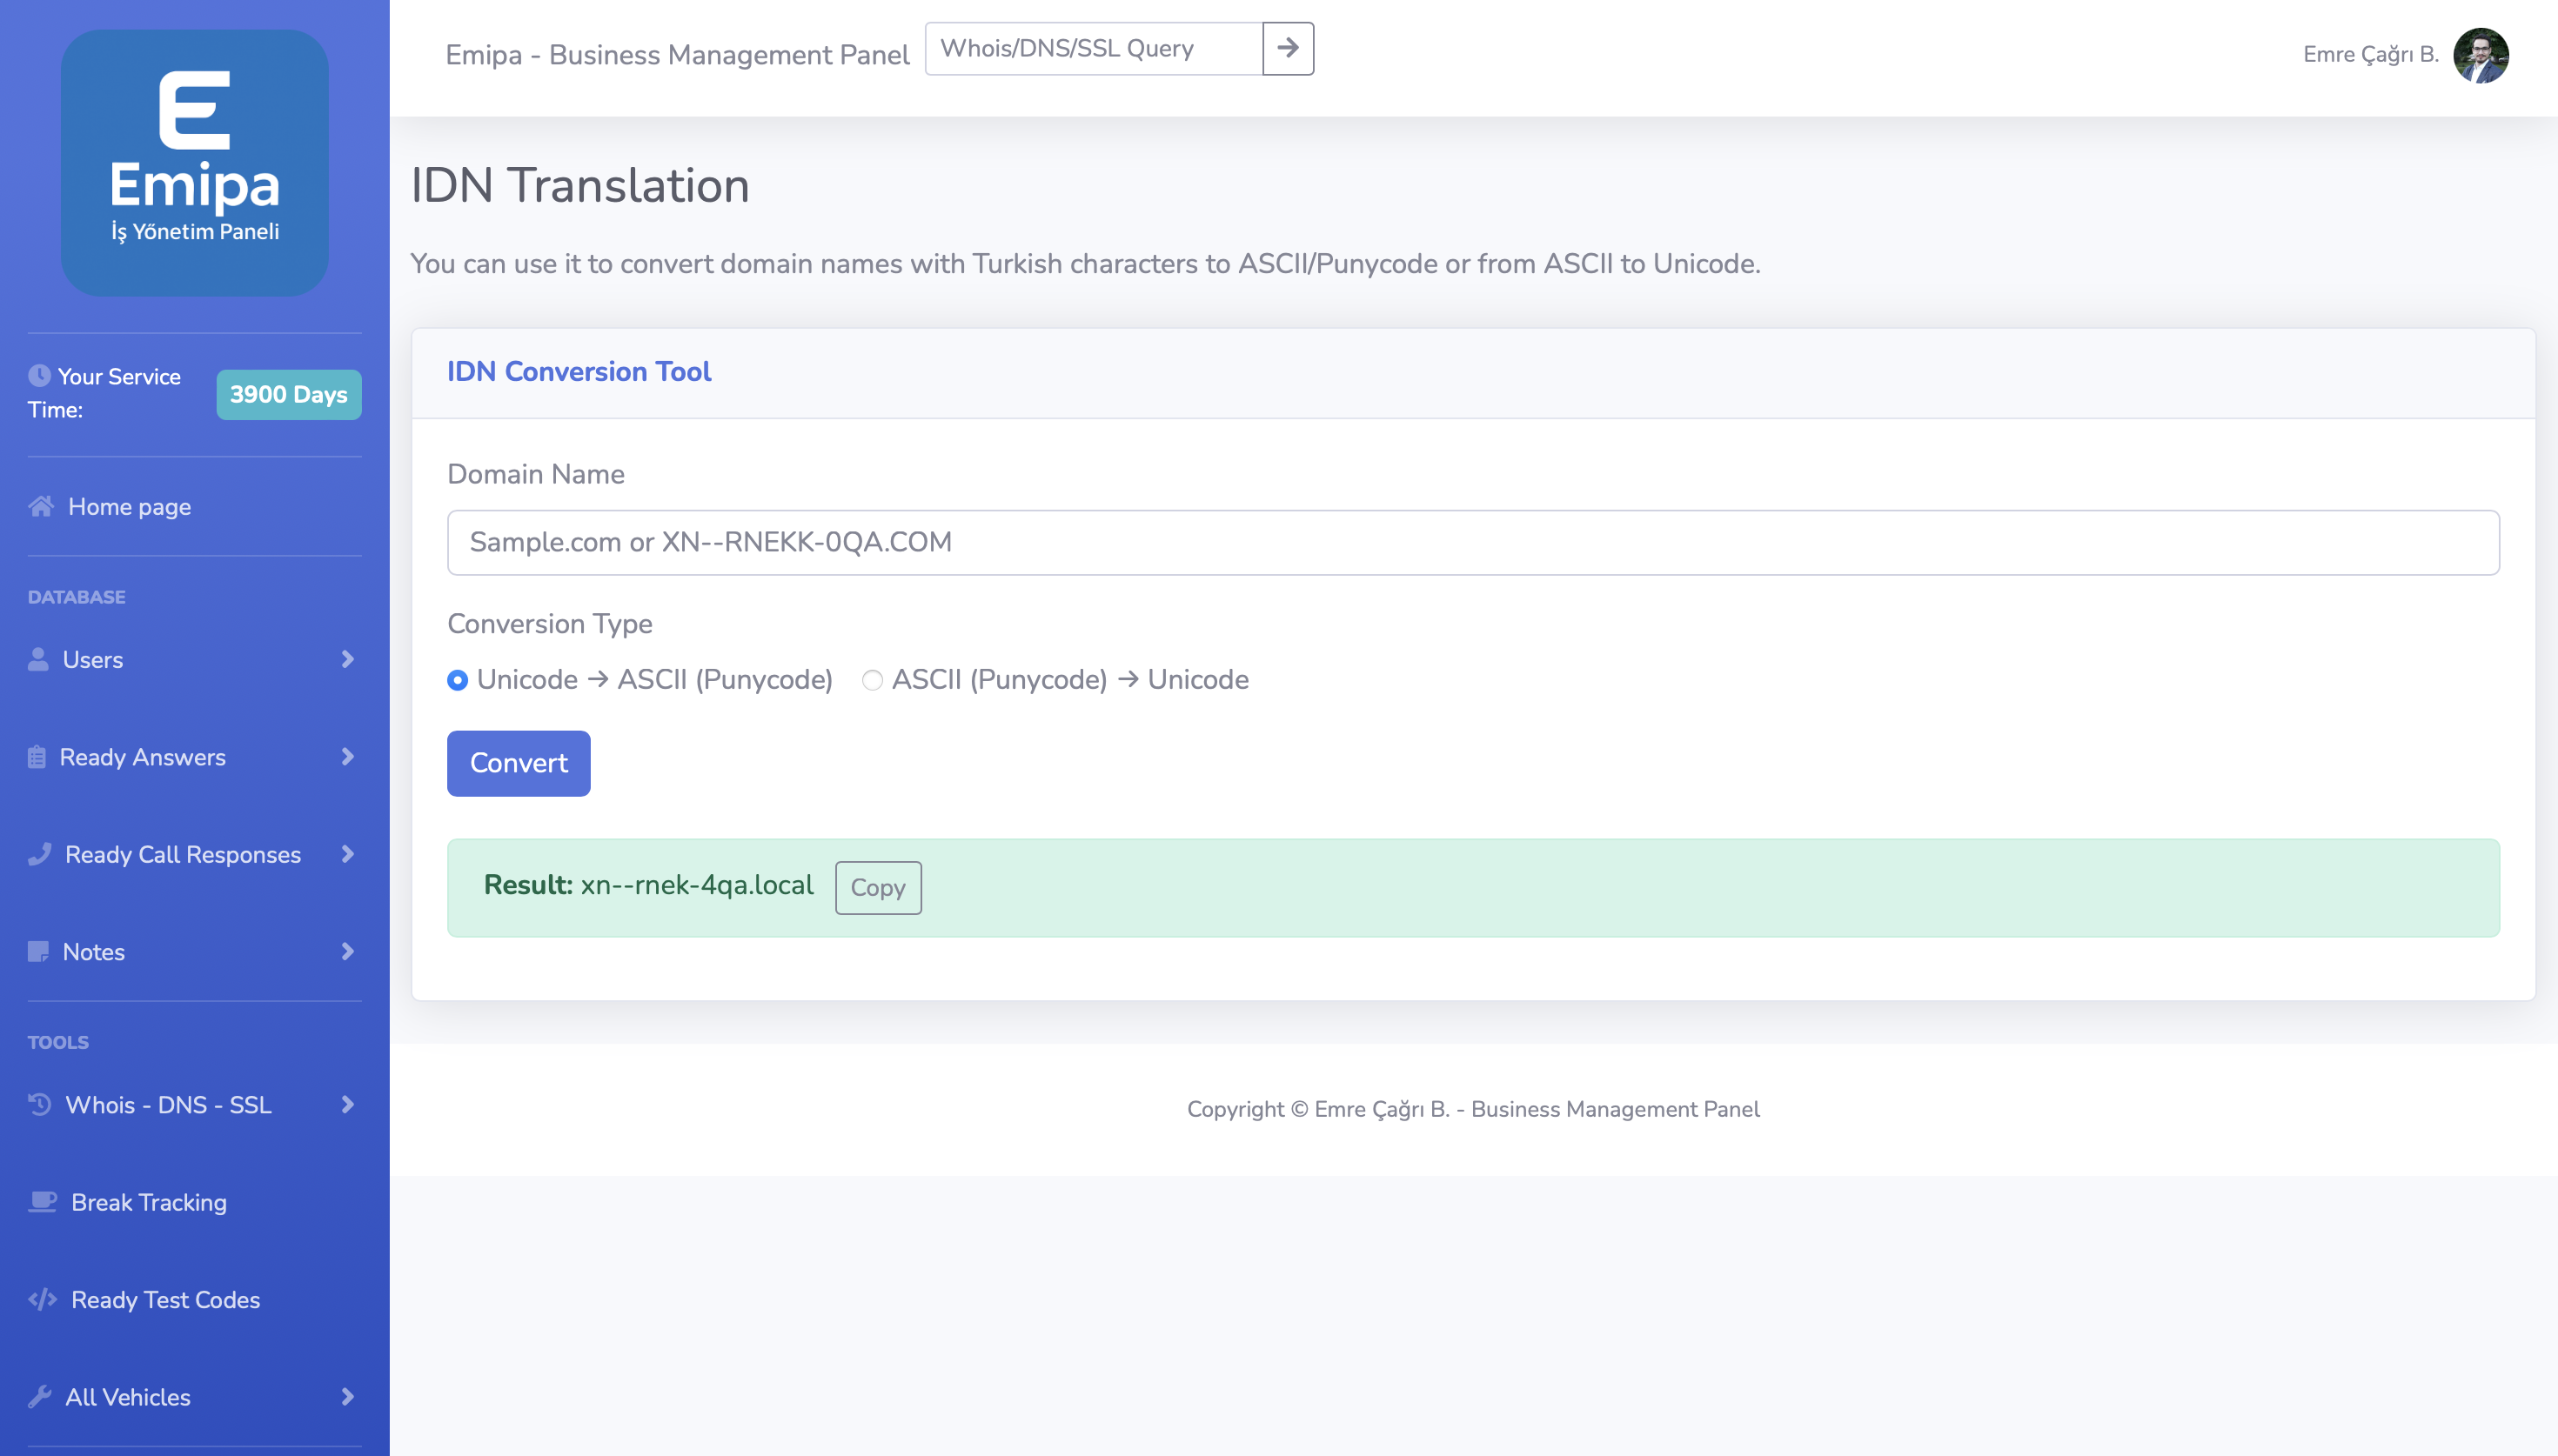 Emipa
İş Yönetim Paneli
Your Service
Time:
3900 Days
Home page
DATABASE
Users
Ready Answers
Ready Call Responses
Notes
TOOLS
Whois - DNS - SSL
Break Tracking
Ready Test Codes
All Vehicles
Emipa - Business Management Panel
Whois/DNS/SSL Query
Emre Çağrı B.
IDN Translation
You can use it to convert domain names with Turkish characters to ASCII/Punycode or from ASCII to Unicode.
IDN Conversion Tool
Domain Name
Sample.com or XN--RNEKK-0QA.COM
Conversion Type
Unicode → ASCII (Punycode) ASCII (Punycode) → Unicode
Convert
Result: xn--rnek-4qa.local Copy
Copyright © Emre Çağrı B. - Business Management Panel